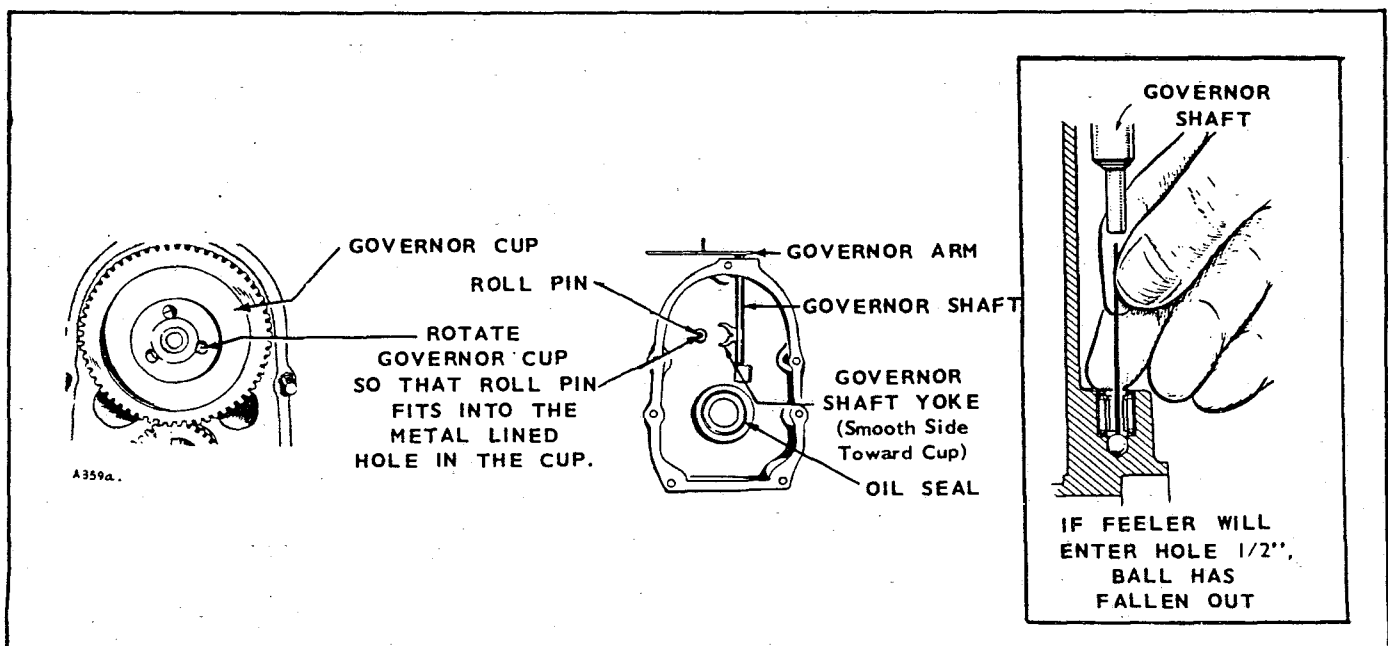 GOVERNOR CUP
ROLL PIN
ROTATE
GOVERNOR CUP
SO THAT ROLL PIN
FITS INTO THE
METAL LINED
HOLE IN THE CUP.
A359a.
GOVERNOR ARM
GOVERNOR SHAFT
GOVERNOR
SHAFT YOKE
(Smooth Side
Toward Cup)
OIL SEAL
GOVERNOR
SHAFT
IF FEELER WILL
ENTER HOLE 1/2",
BALL HAS
FALLEN OUT